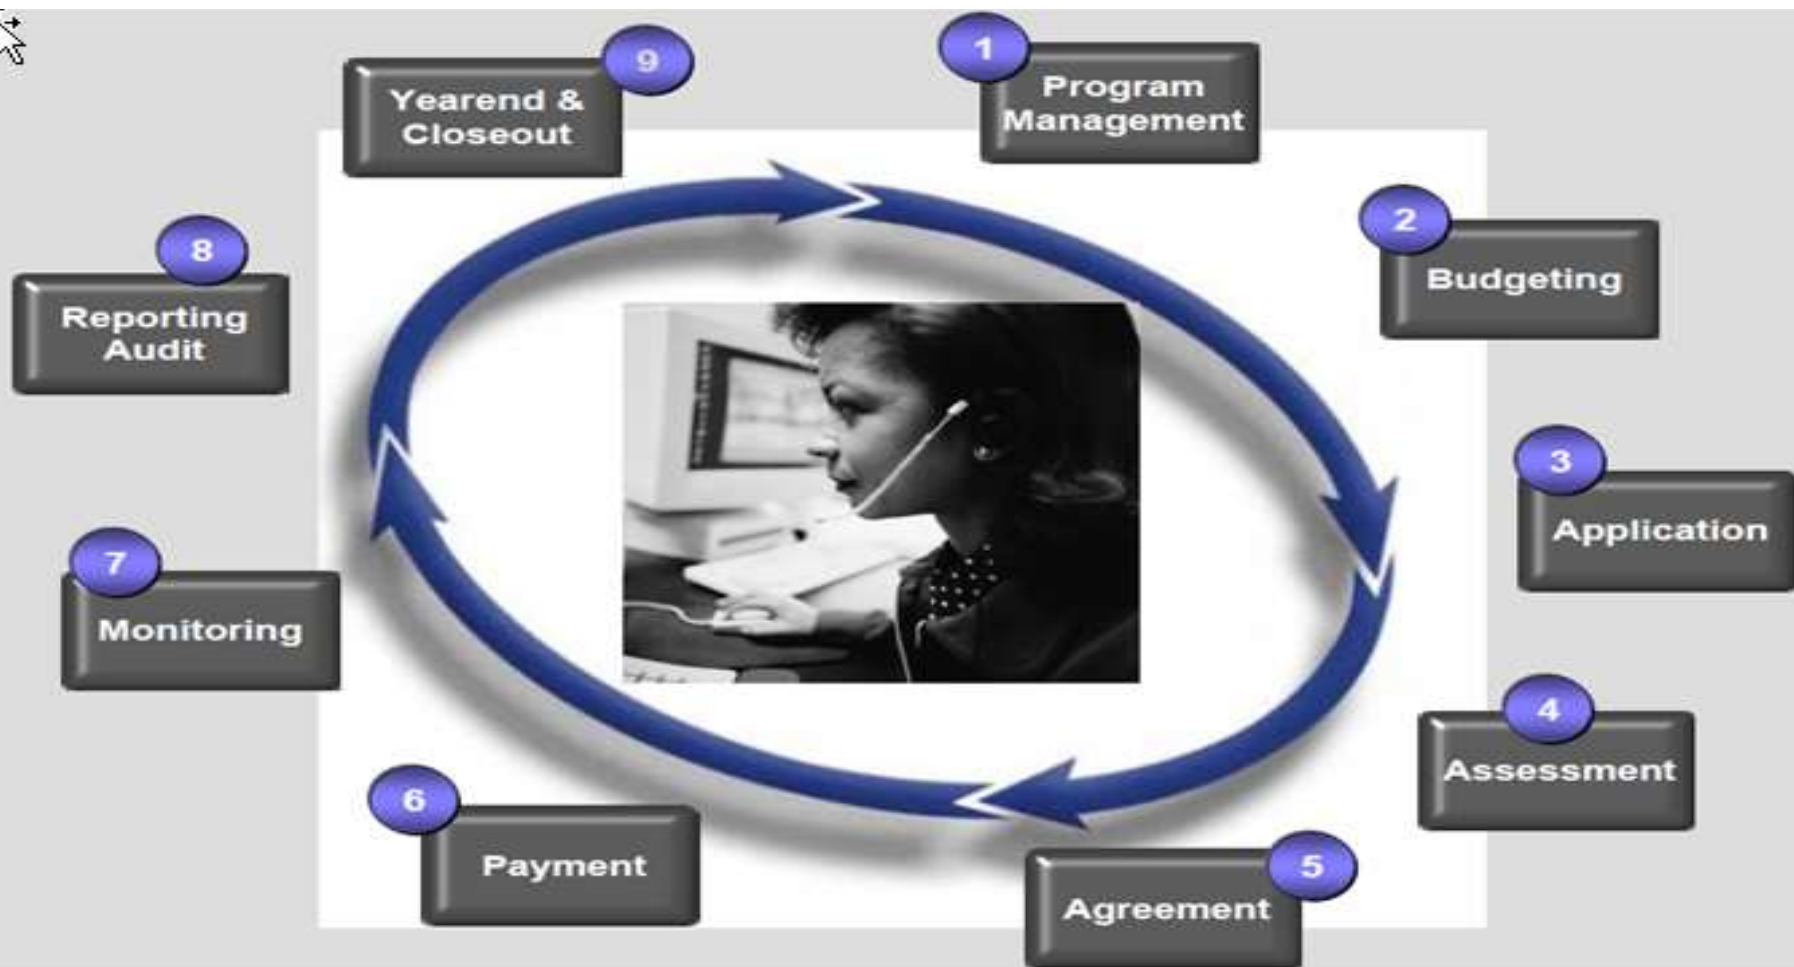 1
Program
Management
2
Budgeting
3
Application
4
Assessment
5
Agreement
6
Payment
7
Monitoring
8
Reporting
Audit
9
Yearend &
Closeout